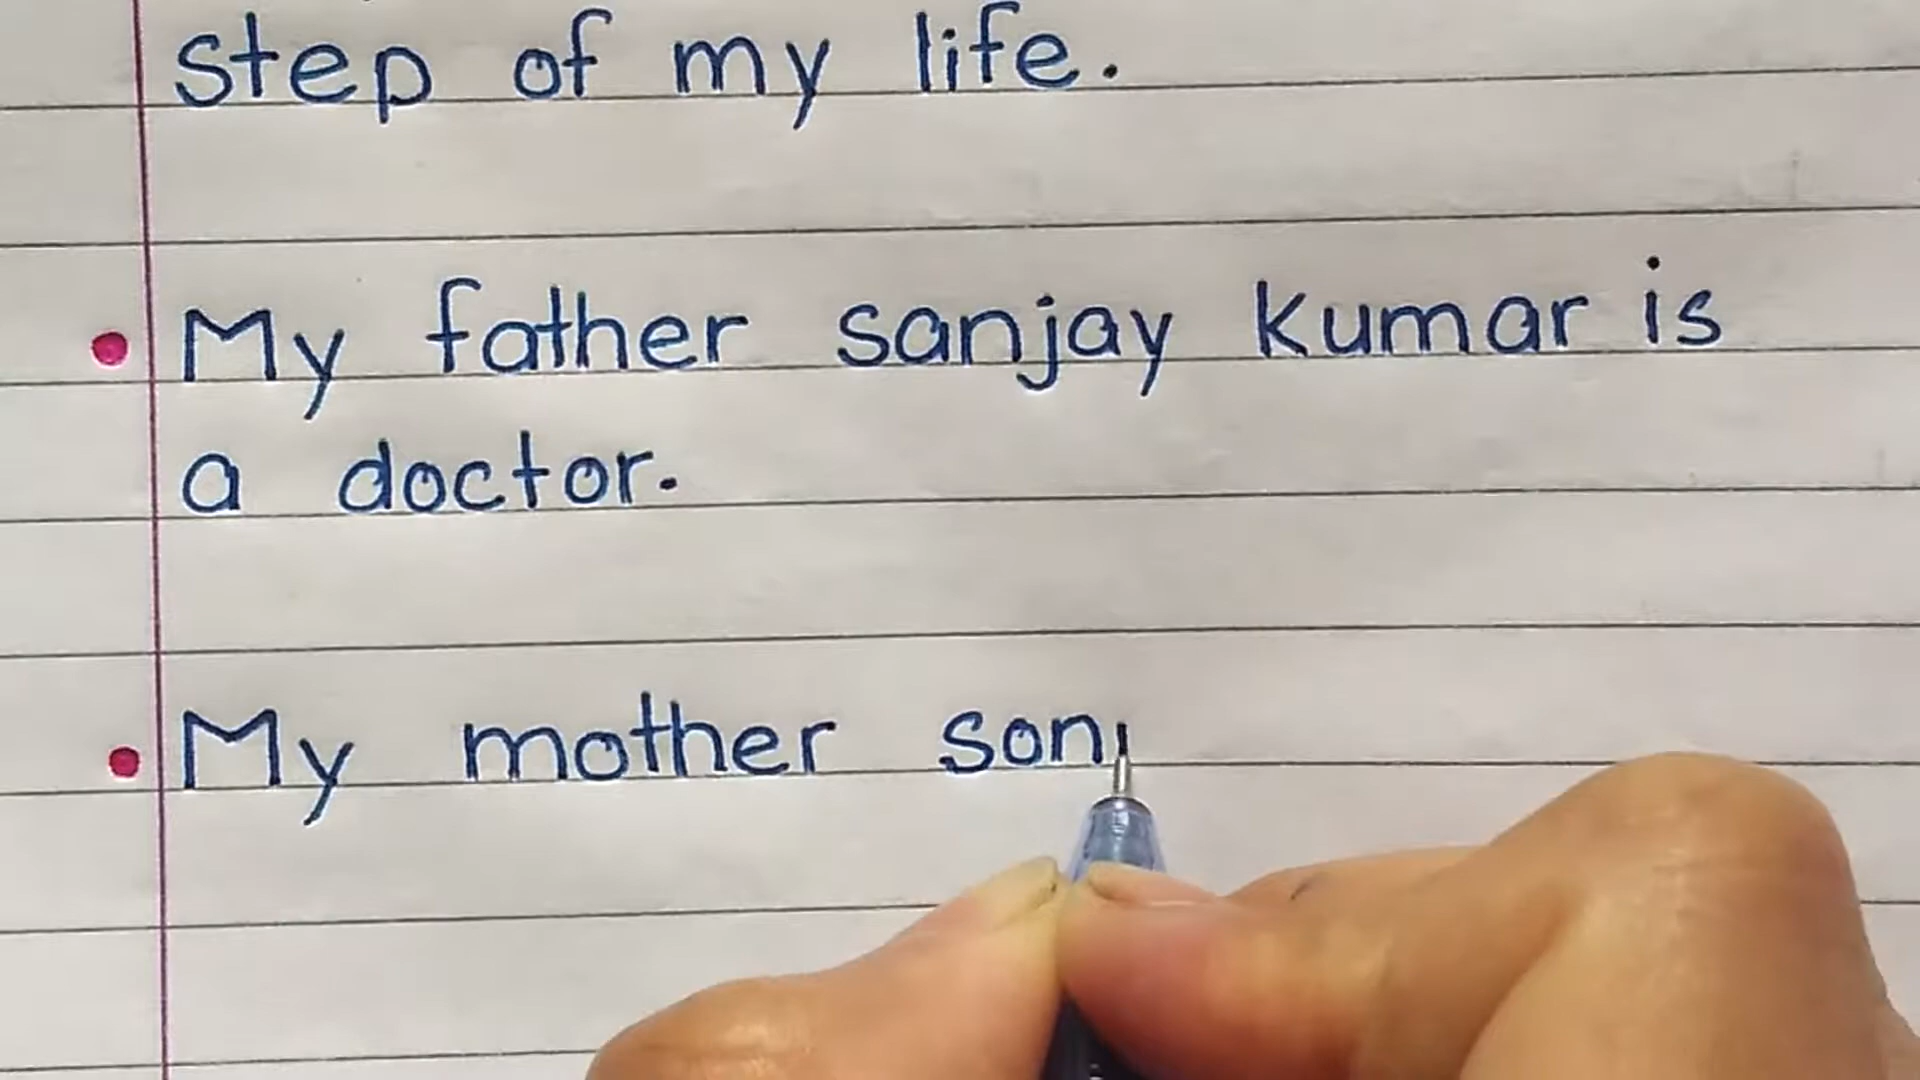 step of my life.
• My father sanjay kumar is
a doctor.
• My mother son